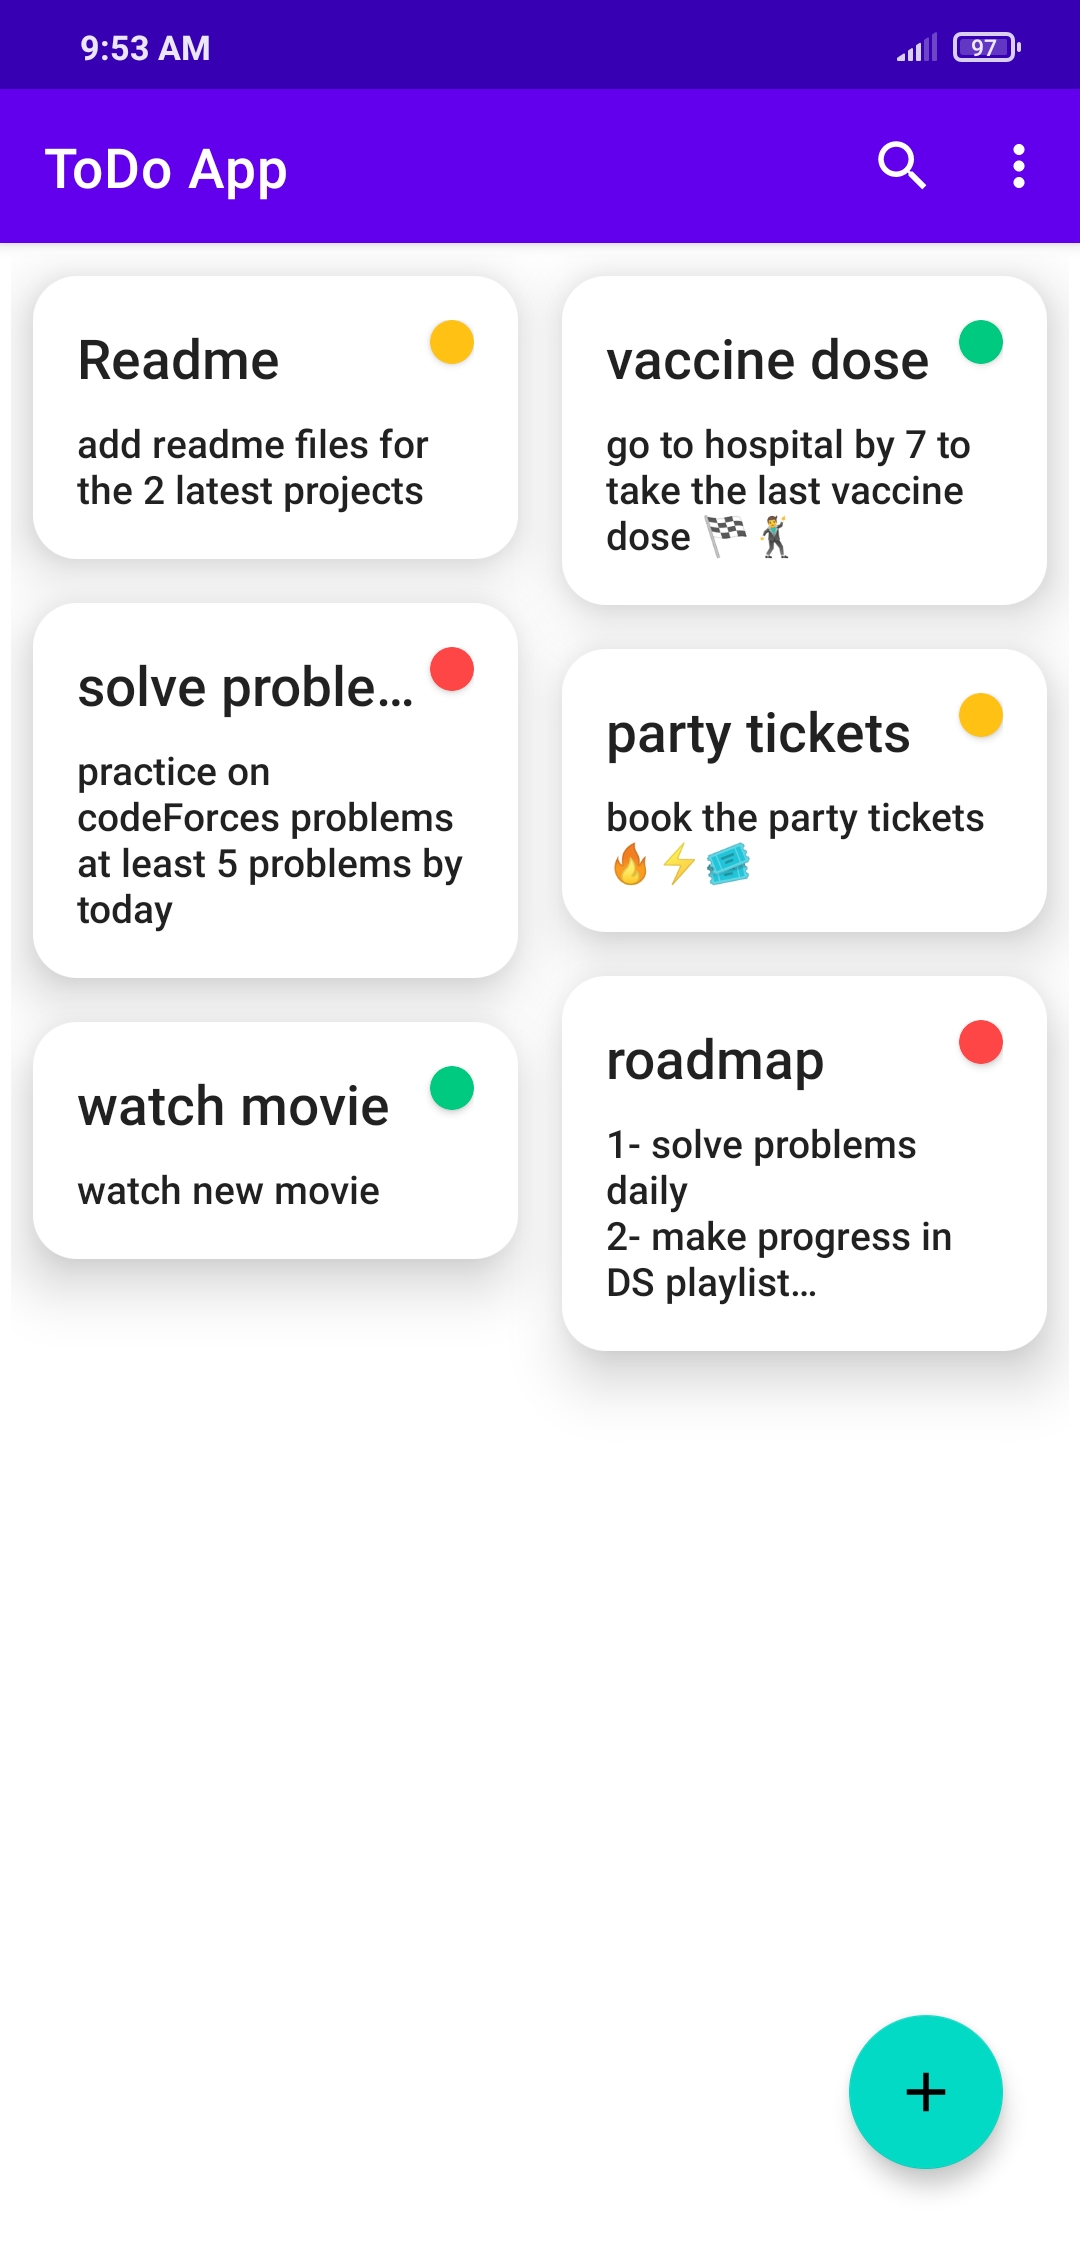 9:53 AM
97
ToDo App
Readme
add readme files for
the 2 latest projects
vaccine dose
go to hospital by 7 to
take the last vaccine
dose 🏁🕺
solve proble...
practice on
codeForces problems
at least 5 problems by
today
party tickets
book the party tickets
🔥⚡🎟️
watch movie
watch new movie
roadmap
1- solve problems
daily
2- make progress in
DS playlist...